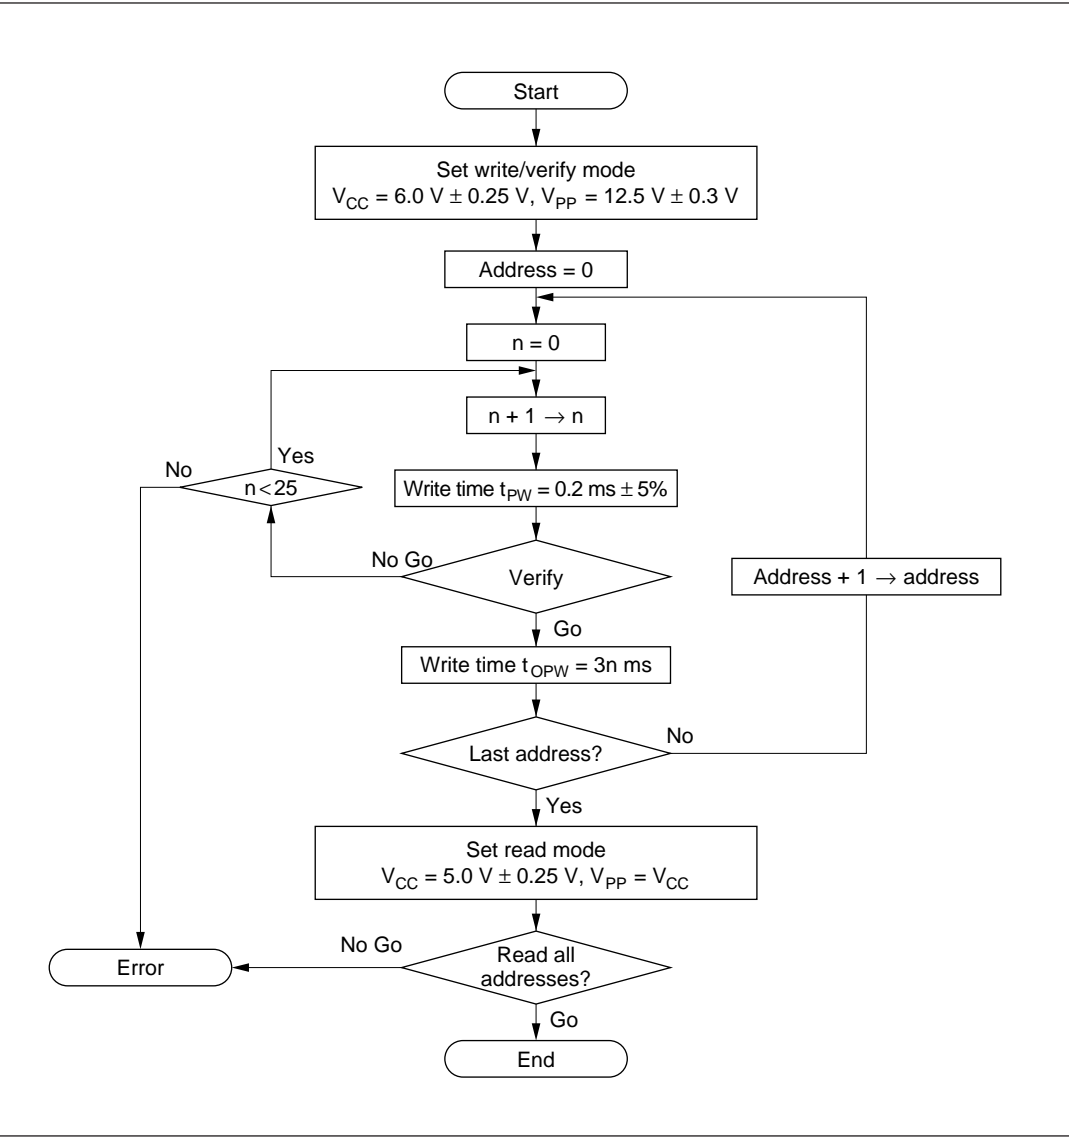 Start
Set write/verify mode
VCC = 6.0 V ± 0.25 V, VPP = 12.5 V ± 0.3 V
Address = 0
n = 0
n + 1 → n
Yes
No
n < 25
Write time tPW = 0.2 ms ± 5%
No Go
Verify
Address + 1 → address
Go
Write time tOPW = 3n ms
No
Last address?
Yes
Set read mode
VCC = 5.0 V ± 0.25 V, VPP = VCC
No Go
Read all
addresses?
Error
Go
End